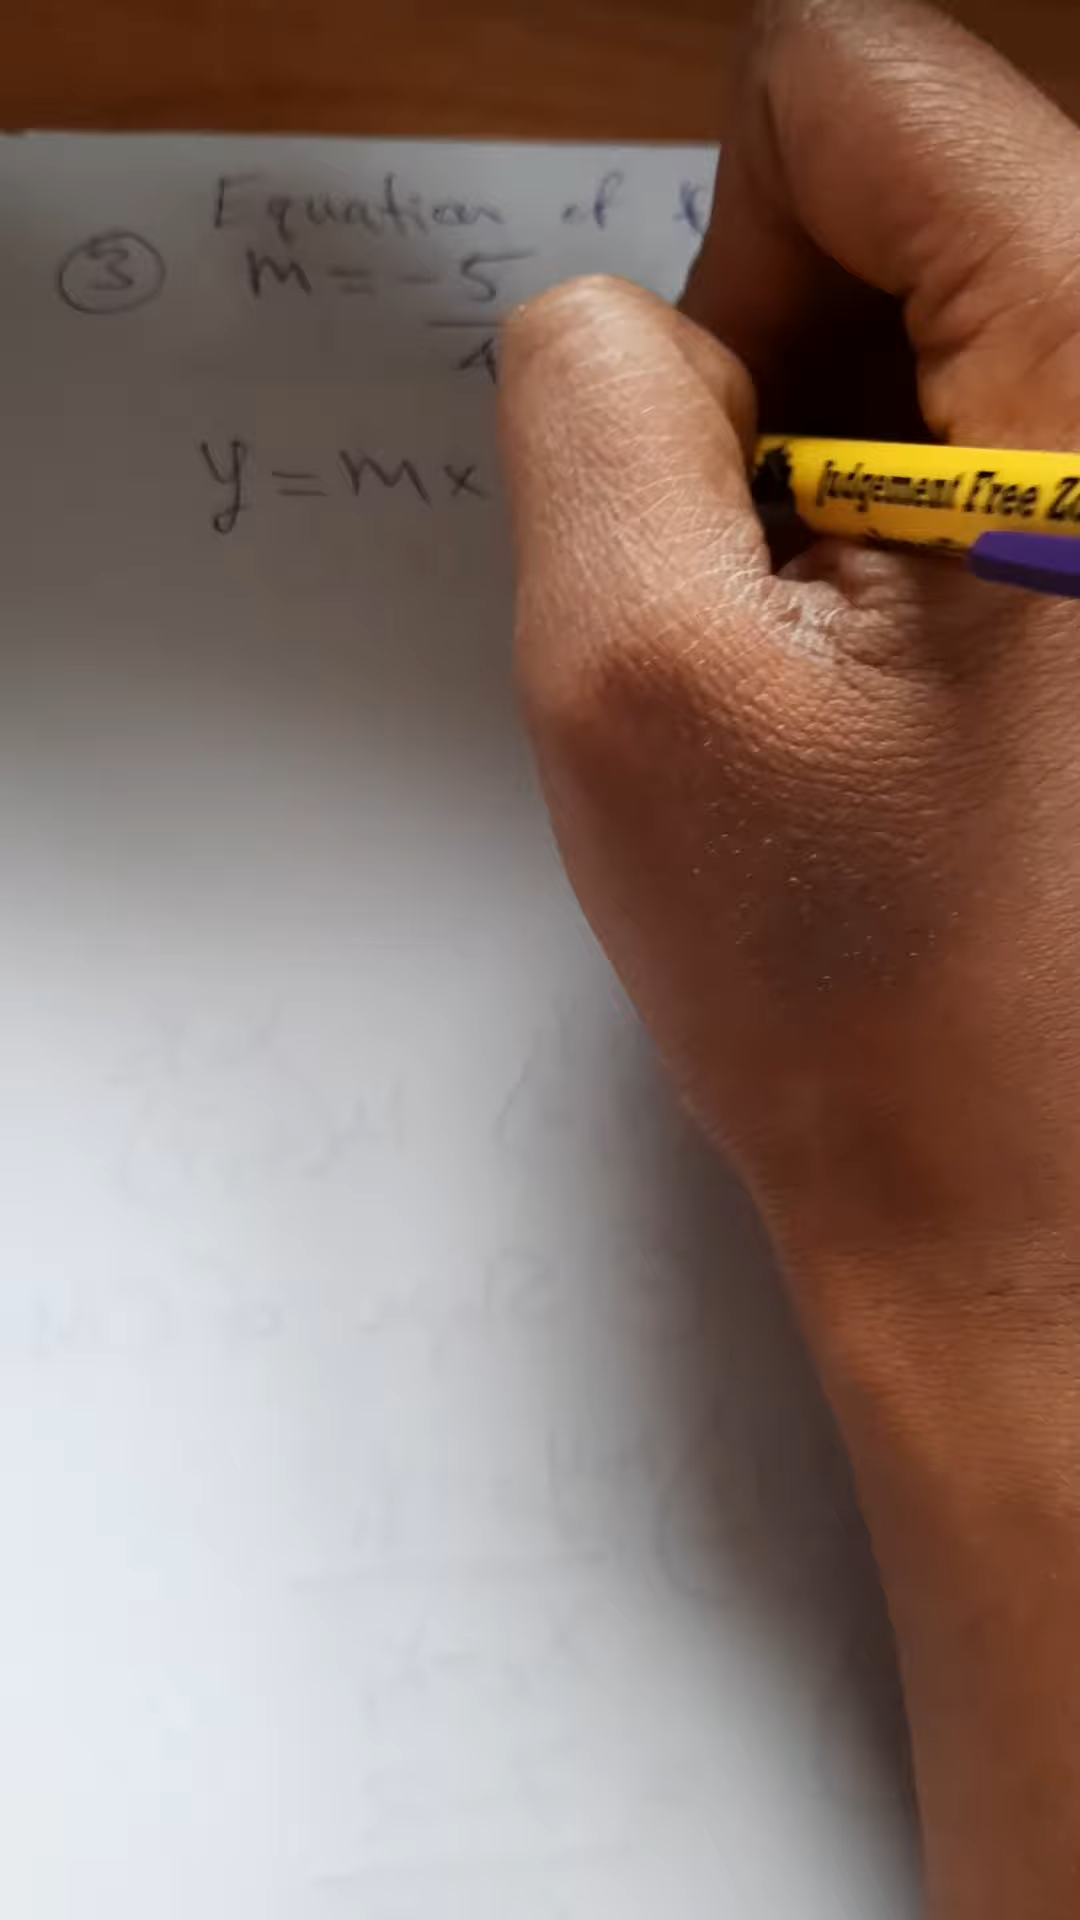 Equation of
③ m = -5
4
y = mx
Judgement Free